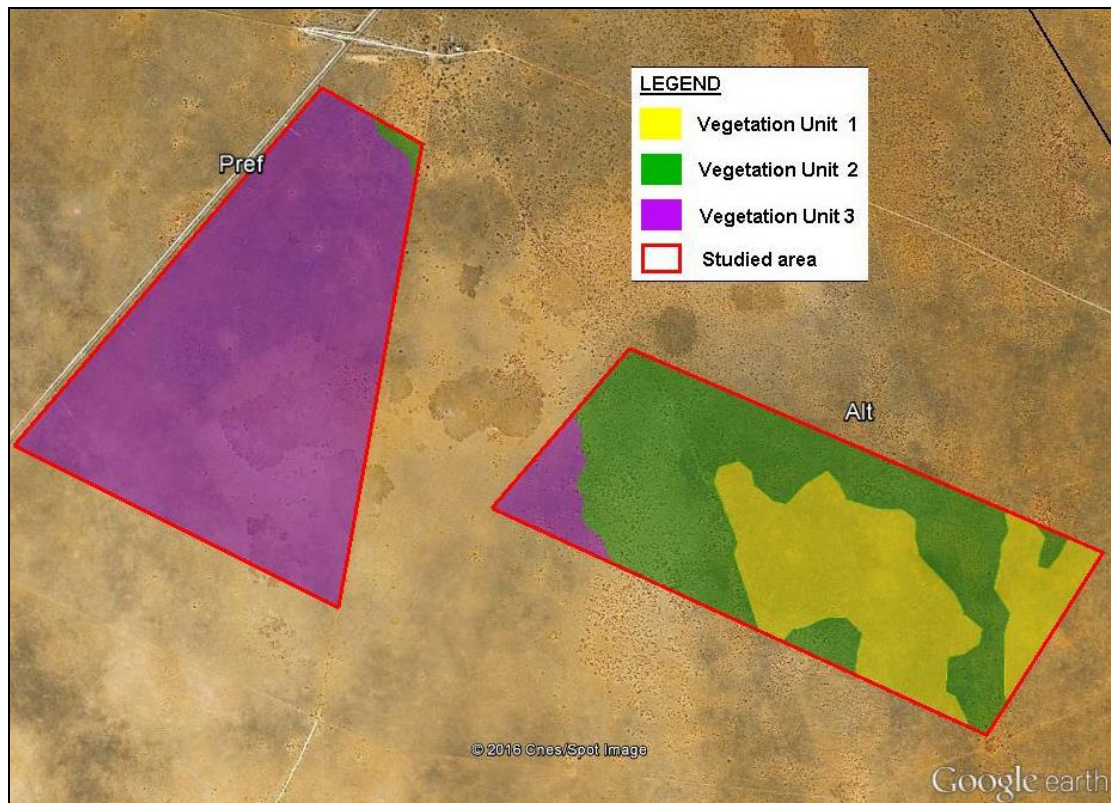 LEGEND
Vegetation Unit 1
Vegetation Unit 2
Vegetation Unit 3
Studied area
Pref
Alt
© 2016 Cnes/Spot Image
Google earth